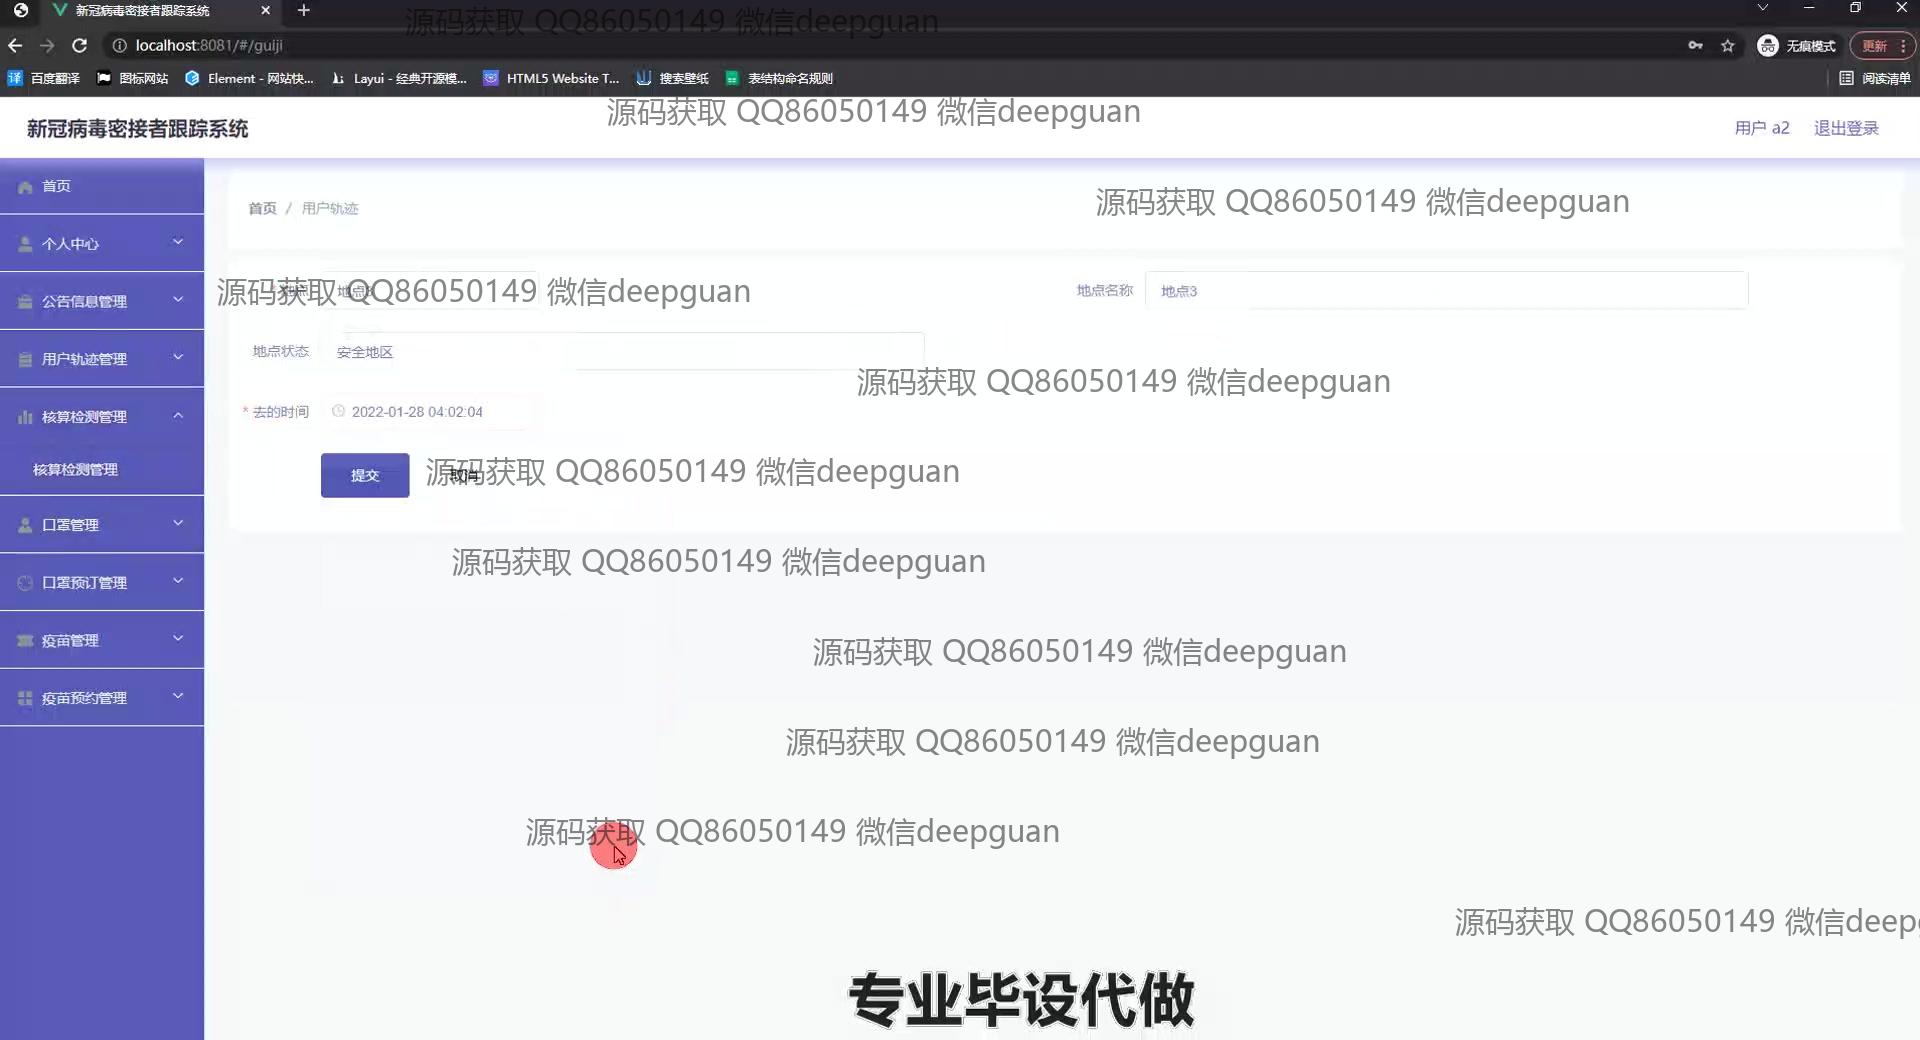 新冠病毒密接者跟踪系统
源码获取 QQ86050149 微信deepguan
localhost:8081/#/guiji
无痕模式
更新
百度翻译
图标网站
Element - 网站快...
Layui - 经典开源模...
HTML5 Website T...
搜索壁纸
表结构命名规则
阅读清单
源码获取 QQ86050149 微信deepguan
新冠病毒密接者跟踪系统
用户 a2
退出登录
首页
个人中心
公告信息管理
用户轨迹管理
核算检测管理
核算检测管理
口罩管理
口罩预订管理
疫苗管理
疫苗预约管理
首页 / 用户轨迹
源码获取 QQ86050149 微信deepguan
源码获取 QQ86050149 微信deepguan
地点名称 地点3
地点状态 安全地区
源码获取 QQ86050149 微信deepguan
* 去的时间 2022-01-28 04:02:04
提交
取消
源码获取 QQ86050149 微信deepguan
源码获取 QQ86050149 微信deepguan
源码获取 QQ86050149 微信deepguan
源码获取 QQ86050149 微信deepguan
源码获取 QQ86050149 微信deepguan
源码获取 QQ86050149 微信deep
专业毕设代做